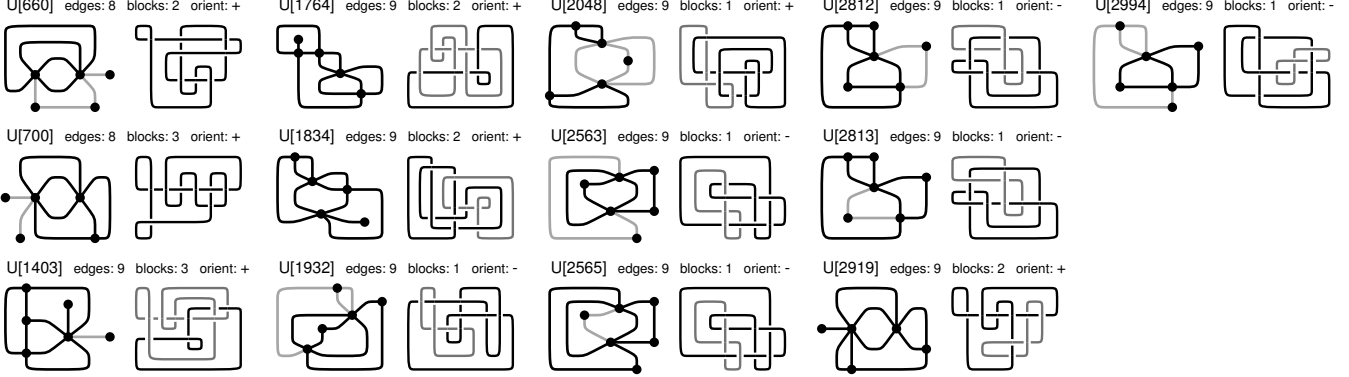 U[660] edges: 8 blocks: 2 orient: + U[1764] edges: 9 blocks: 2 orient: + U[2048] edges: 9 blocks: 1 orient: + U[2812] edges: 9 blocks: 1 orient: - U[2994] edges: 9 blocks: 1 orient: -
U[700] edges: 8 blocks: 3 orient: + U[1834] edges: 9 blocks: 2 orient: + U[2563] edges: 9 blocks: 1 orient: - U[2813] edges: 9 blocks: 1 orient: -
U[1403] edges: 9 blocks: 3 orient: + U[1932] edges: 9 blocks: 1 orient: - U[2565] edges: 9 blocks: 1 orient: - U[2919] edges: 9 blocks: 2 orient: +